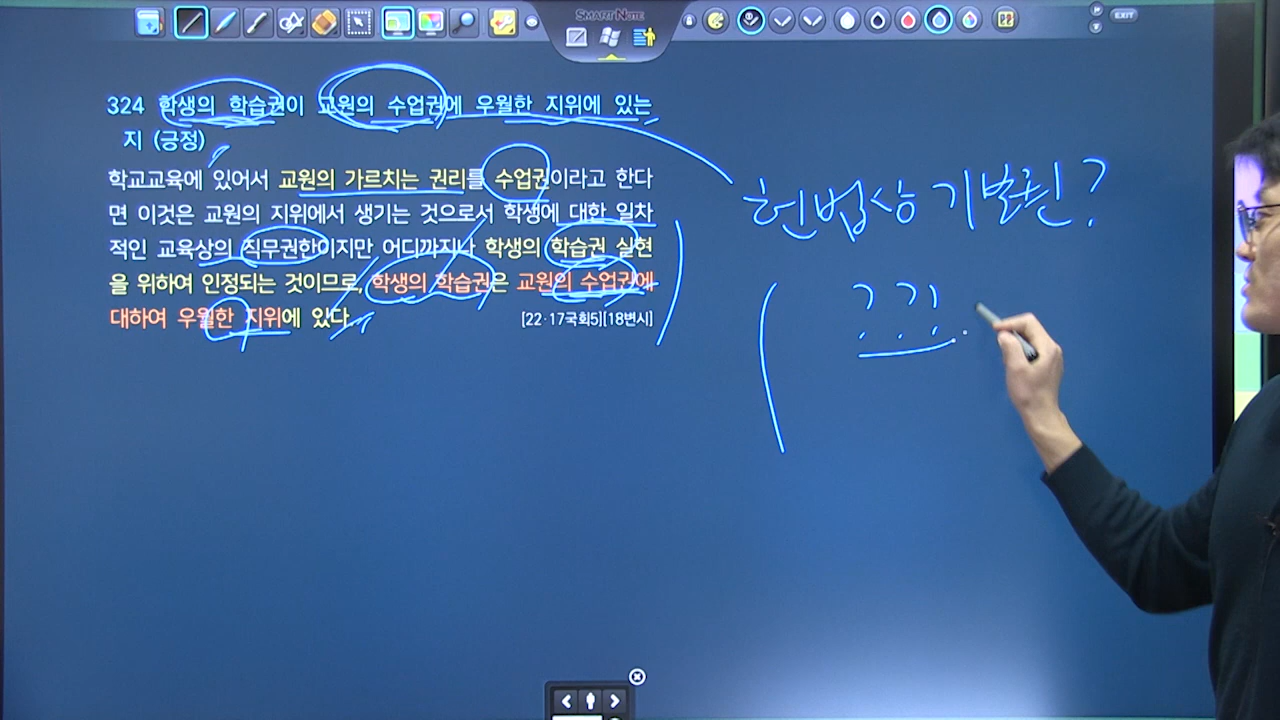 SMARTNOTE
EXIT
324 학생의 학습권이 교원의 수업권에 우월한 지위에 있는
지 (긍정)
학교교육에 있어서 교원의 가르치는 권리를 수업권이라고 한다
면 이것은 교원의 지위에서 생기는 것으로서 학생에 대한 일차
적인 교육상의 직무권한이지만 어디까지나 학생의 학습권 실현
을 위하여 인정되는 것이므로, 학생의 학습권은 교원의 수업권에
대하여 우월한 지위에 있다.
[22·17국회5][18변시]
헌법상 기본권?
? ? ?